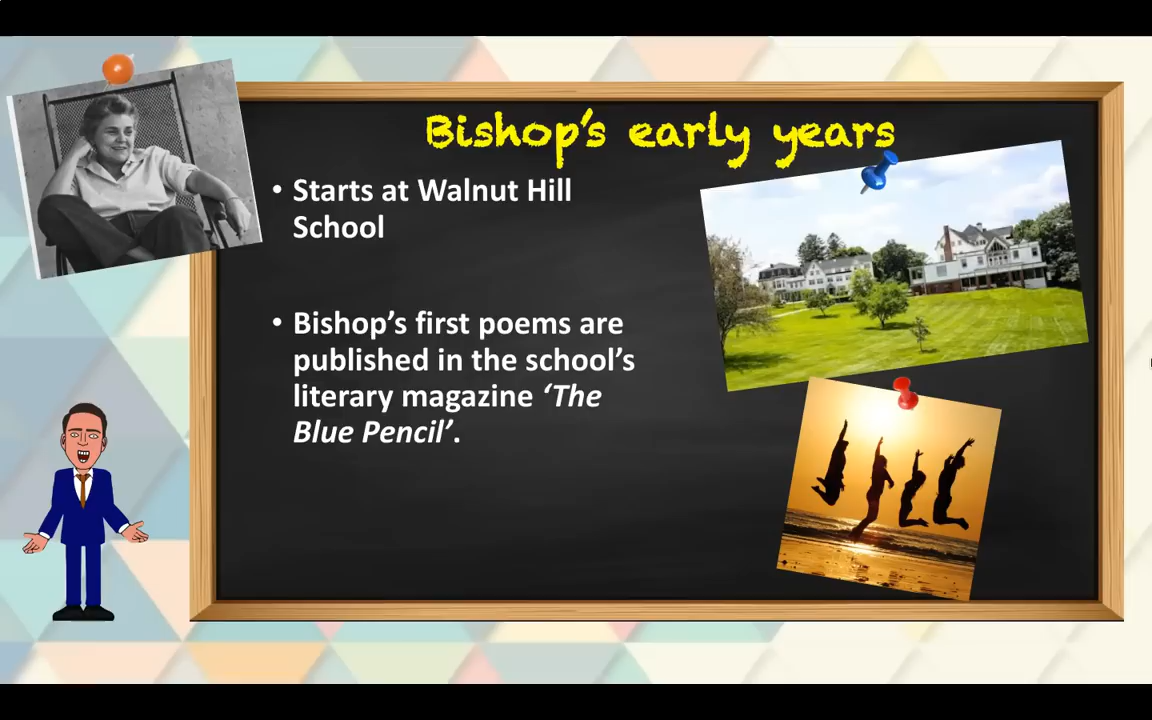 Bishop's early years
• Starts at Walnut Hill
School
• Bishop’s first poems are
published in the school’s
literary magazine ‘The
Blue Pencil’.